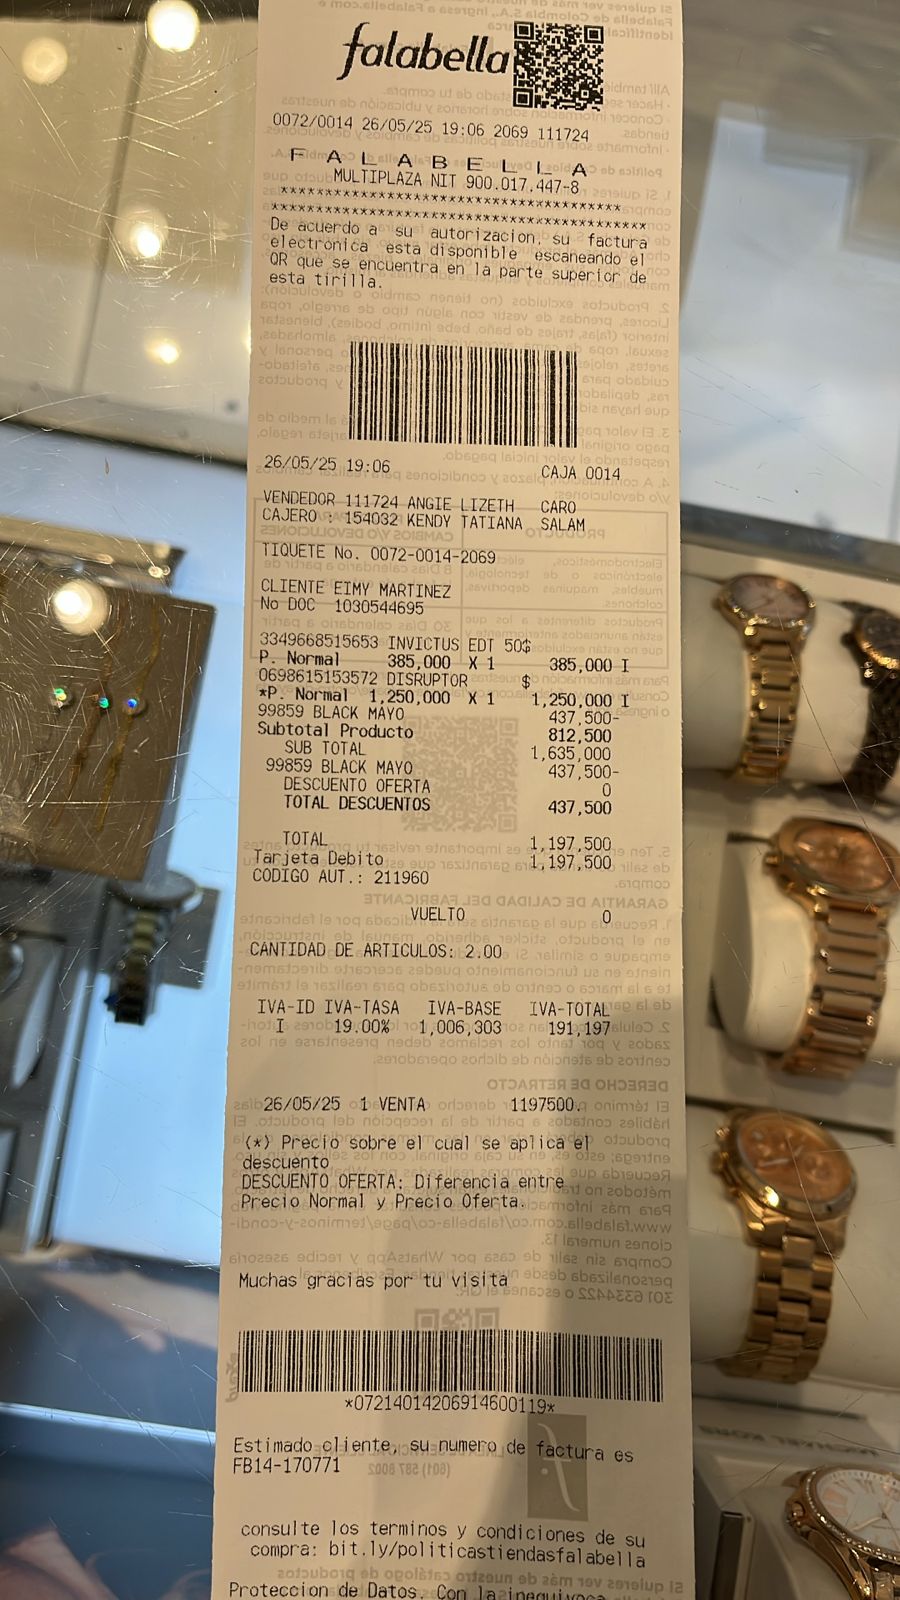 falabella
0072/0014 26/05/25 19:06 2069 111724
F A L A B E L L A
MULTIPLAZA NIT 900.017.447-8
****************************************
********************************************
De acuerdo a su autorizacion, su factura
electronica esta disponible escaneando el
QR que se encuentra en la parte superior de
esta tirilla.
26/05/25 19:06 CAJA 0014
VENDEDOR 111724 ANGIE LIZETH CARO
CAJERO : 154032 KENDY TATIANA SALAM
TIQUETE No. 0072-0014-2069
CLIENTE EIMY MARTINEZ
No DOC 1030544695
3349668515653 INVICTUS EDT 50$
P. Normal 385,000 X 1 385,000 I
0698615153572 DISRUPTOR $
*P. Normal 1,250,000 X 1 1,250,000 I
99859 BLACK MAYO 437,500-
Subtotal Producto 812,500
SUB TOTAL 1,635,000
99859 BLACK MAYO 437,500-
DESCUENTO OFERTA 0
TOTAL DESCUENTOS 437,500
TOTAL 1,197,500
Tarjeta Debito 1,197,500
CODIGO AUT.: 211960
VUELTO 0
CANTIDAD DE ARTICULOS: 2.00
IVA-ID IVA-TASA IVA-BASE IVA-TOTAL
I 19.00% 1,006,303 191,197
26/05/25 1 VENTA 1197500.
(*) Precio sobre el cual se aplica el
descuento
DESCUENTO OFERTA: Diferencia entre
Precio Normal y Precio Oferta.
Muchas gracias por tu visita
*07214014206914600119*
Estimado cliente, su numero de factura es
FB14-170771
consulte los terminos y condiciones de su
compra: bit.ly/politicastiendasfalabella
Proteccion de Datos. Con la inequivoca